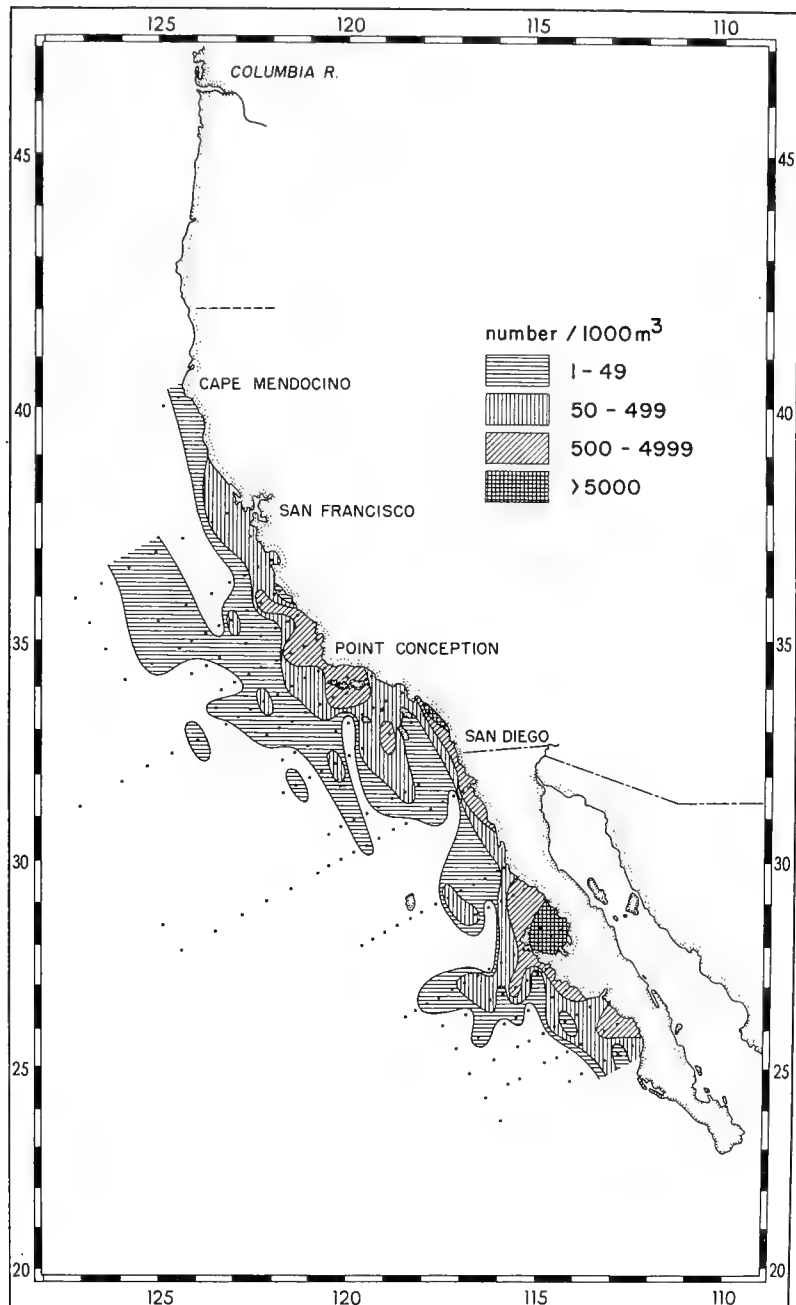 125 120 115 110
COLUMBIA R.
45 45
number / 1000m³
1 - 49
CAPE MENDOCINO
50 - 499
40 40
500 - 4999
>5000
SAN FRANCISCO
35 35
POINT CONCEPTION
SAN DIEGO
30 30
25 25
20 20
125 120 115 110